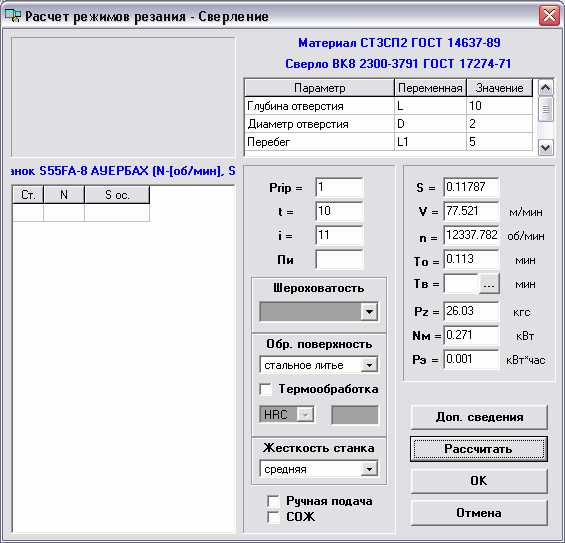 Расчет режимов резания - Сверление
Материал СТ3СП2 ГОСТ 14637-89
Сверло ВК8 2300-3791 ГОСТ 17274-71
Параметр Переменная Значение
Глубина отверстия L 10
Диаметр отверстия D 2
Перебег L1 5
анок S55FA-8 АУЕРБАХ (N-[об/мин], S
Ст. N S ос.
Prip = 1
t = 10
i = 11
Пи
Шероховатость
Обр. поверхность
стальное литье
Термообработка
HRC
Жесткость станка
средняя
Ручная подача
СОЖ
S = 0.11787
V = 77.521 м/мин
n = 12337.782 об/мин
То = 0.113 мин
Тв = ... мин
Pz = 26.03 кгс
Nм = 0.271 кВт
Рэ = 0.001 кВт*час
Доп. сведения
Рассчитать
OK
Отмена